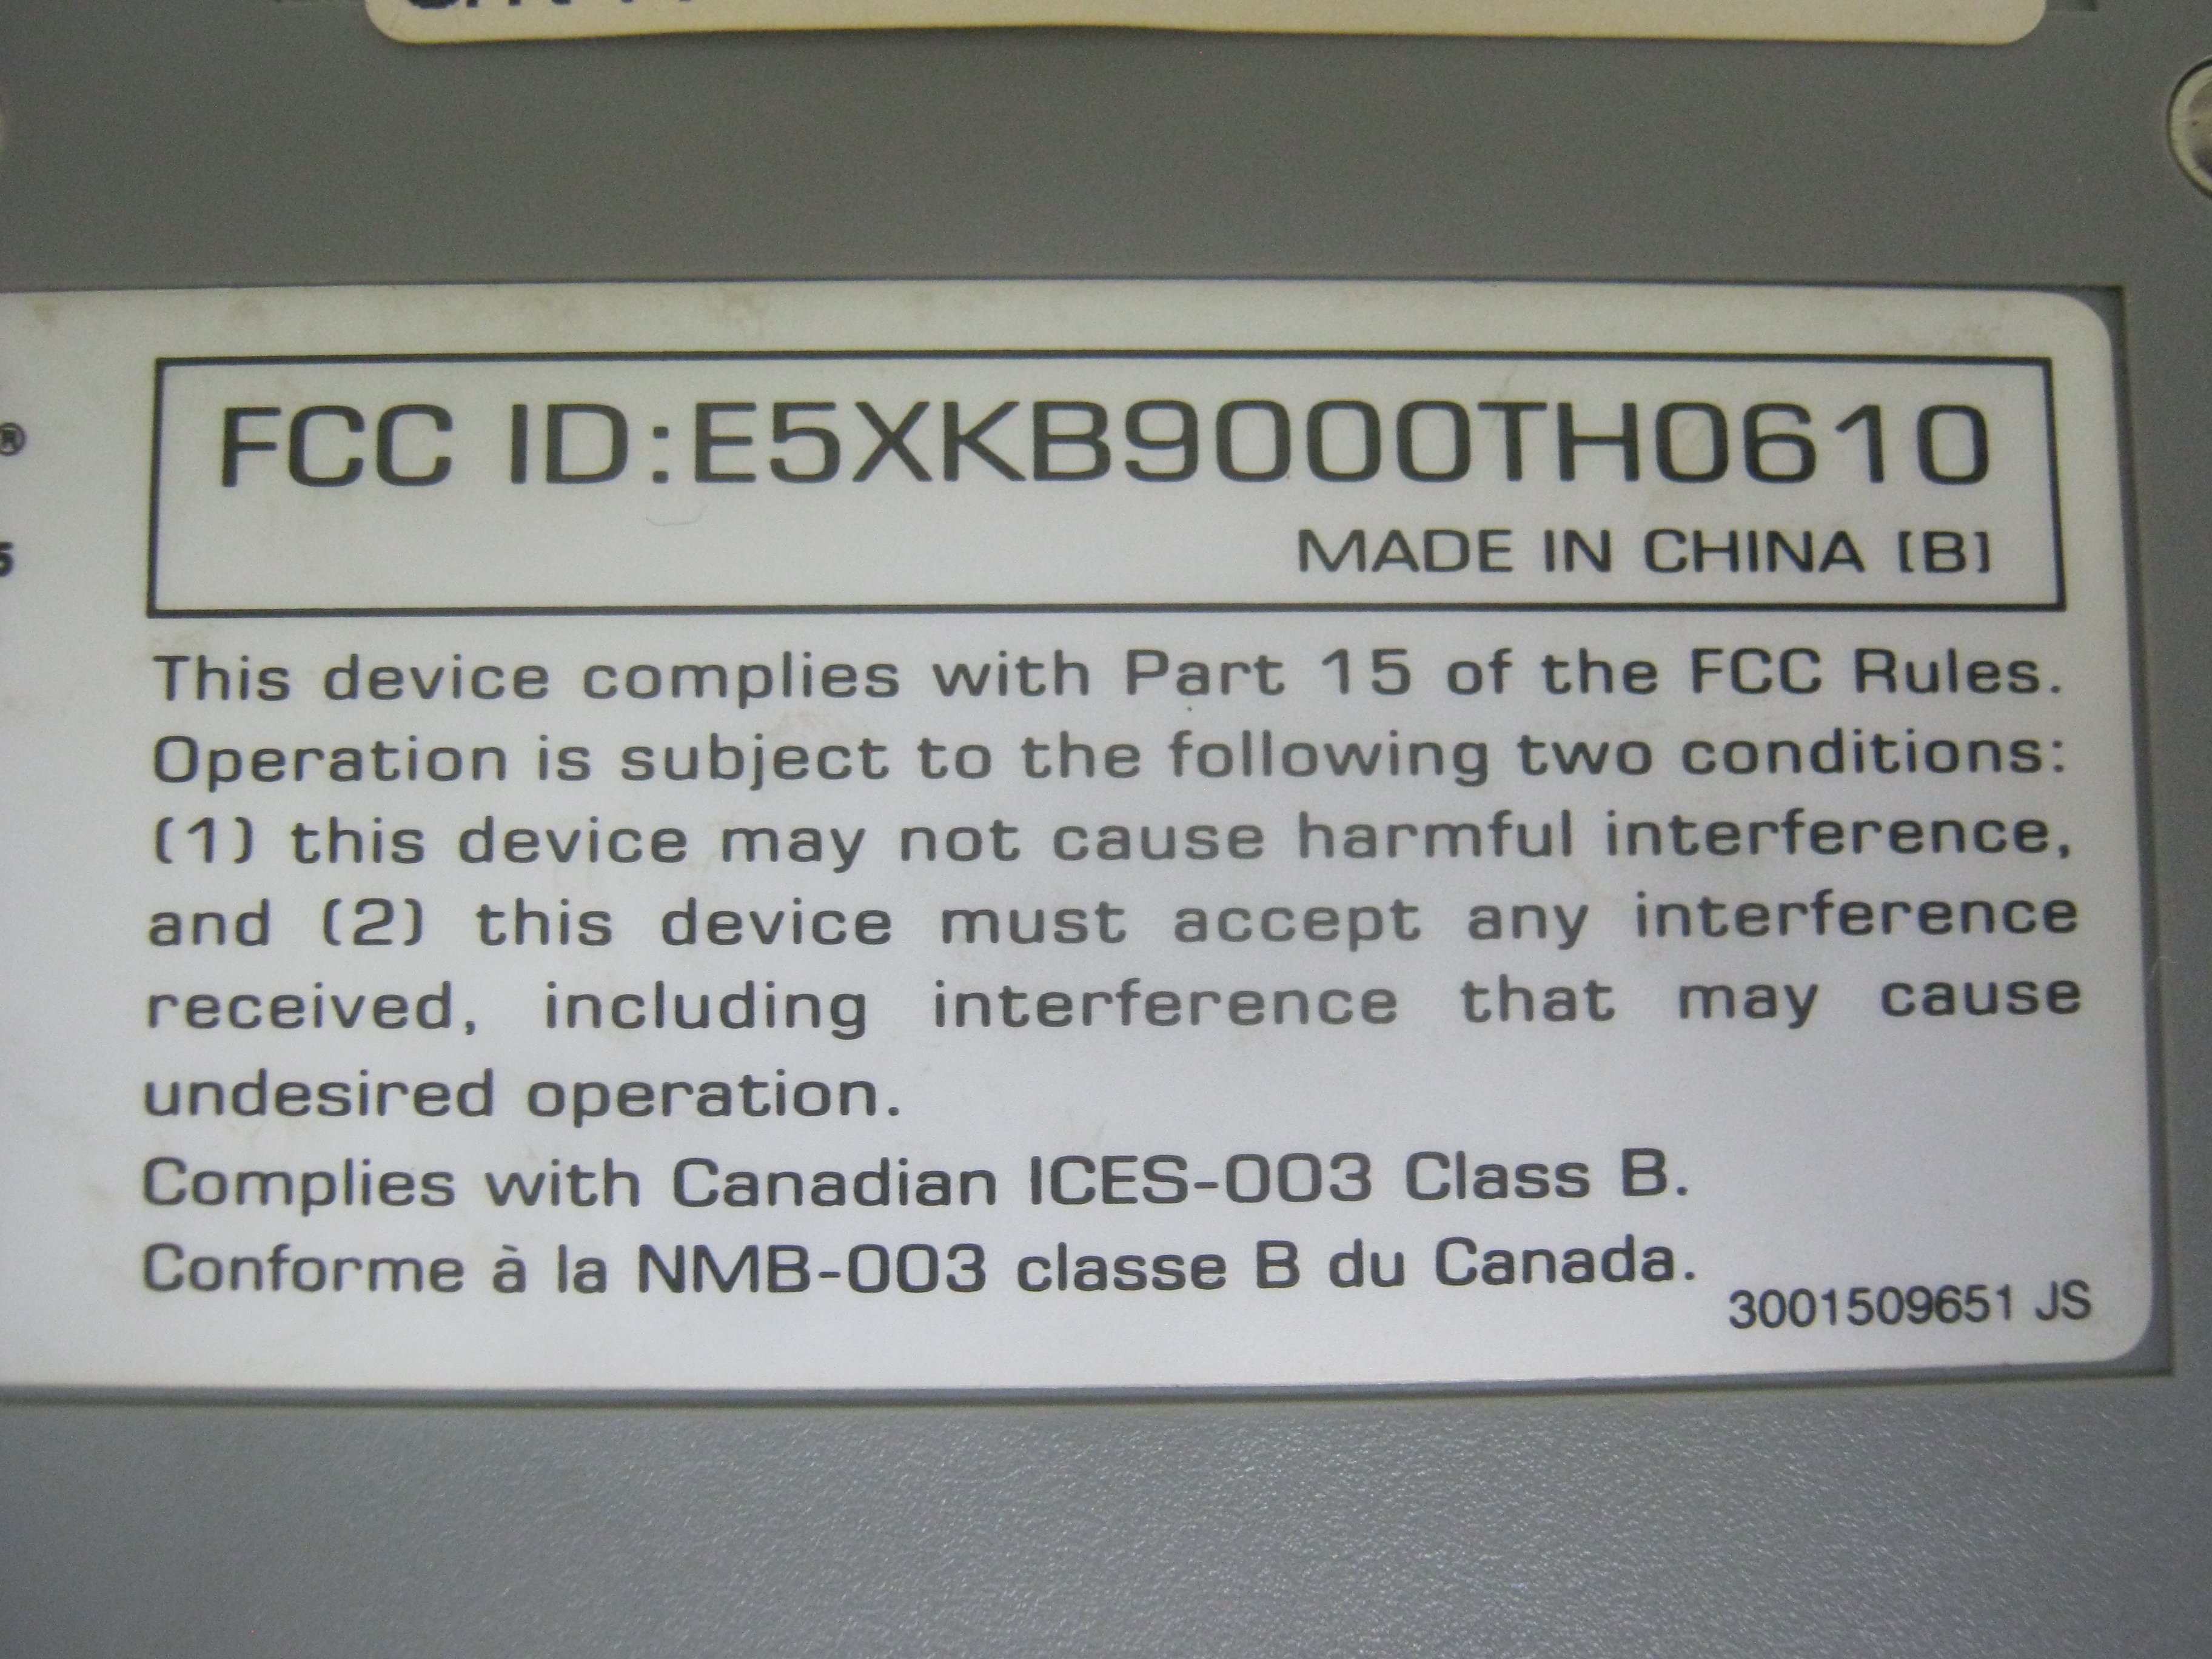 ®
5
FCC ID:E5XKB9000TH0610
MADE IN CHINA [B]
This device complies with Part 15 of the FCC Rules.
Operation is subject to the following two conditions:
(1) this device may not cause harmful interference,
and (2) this device must accept any interference
received, including interference that may cause
undesired operation.
Complies with Canadian ICES-003 Class B.
Conforme à la NMB-003 classe B du Canada.
3001509651 JS